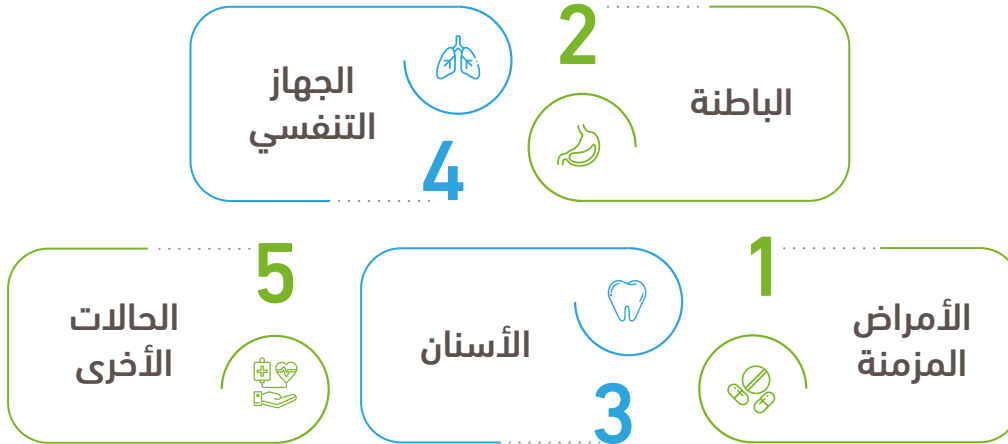 2
الباطنة
الجهاز
التنفسي
4
1
الأمراض
المزمنة
الأسنان
3
5
الحالات
الأخرى